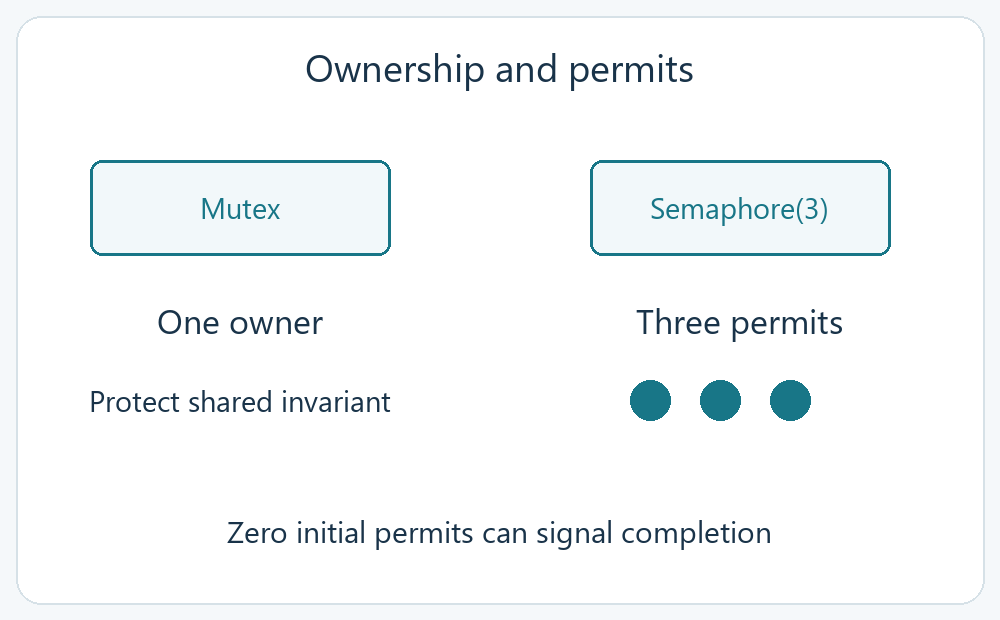 Ownership and permits
Mutex
Semaphore(3)
One owner
Three permits
Protect shared invariant
Zero initial permits can signal completion